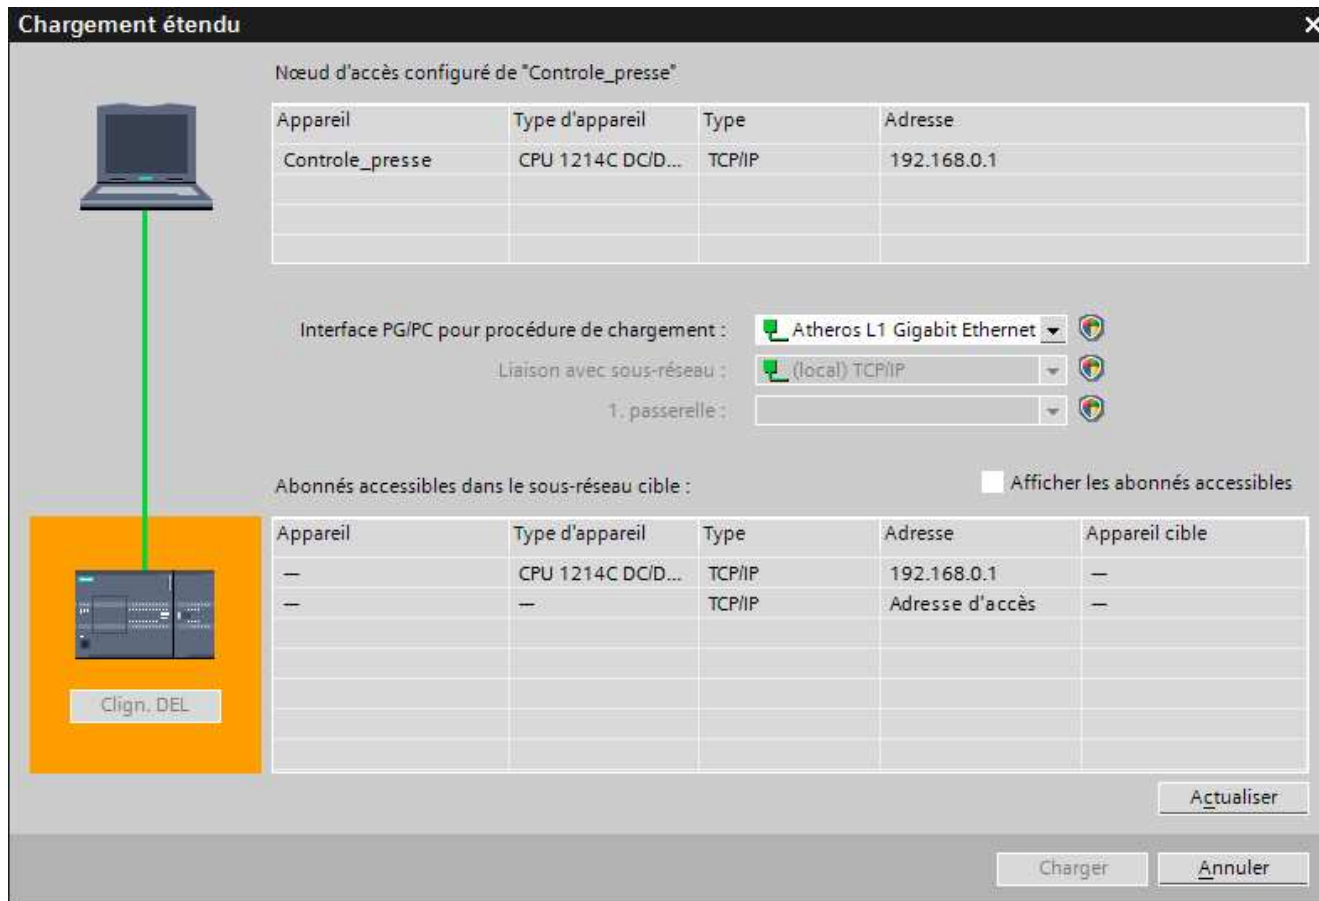 Chargement étendu
Nœud d'accès configuré de "Controle_presse"
Appareil Type d'appareil Type Adresse
Controle_presse CPU 1214C DC/D... TCP/IP 192.168.0.1
Interface PG/PC pour procédure de chargement : Atheros L1 Gigabit Ethernet
Liaison avec sous-réseau : (local) TCP/IP
1. passerelle :
Abonnés accessibles dans le sous-réseau cible : Afficher les abonnés accessibles
Appareil Type d'appareil Type Adresse Appareil cible
— CPU 1214C DC/D... TCP/IP 192.168.0.1 —
— — TCP/IP Adresse d'accès —
Clign. DEL
Actualiser
Charger Annuler